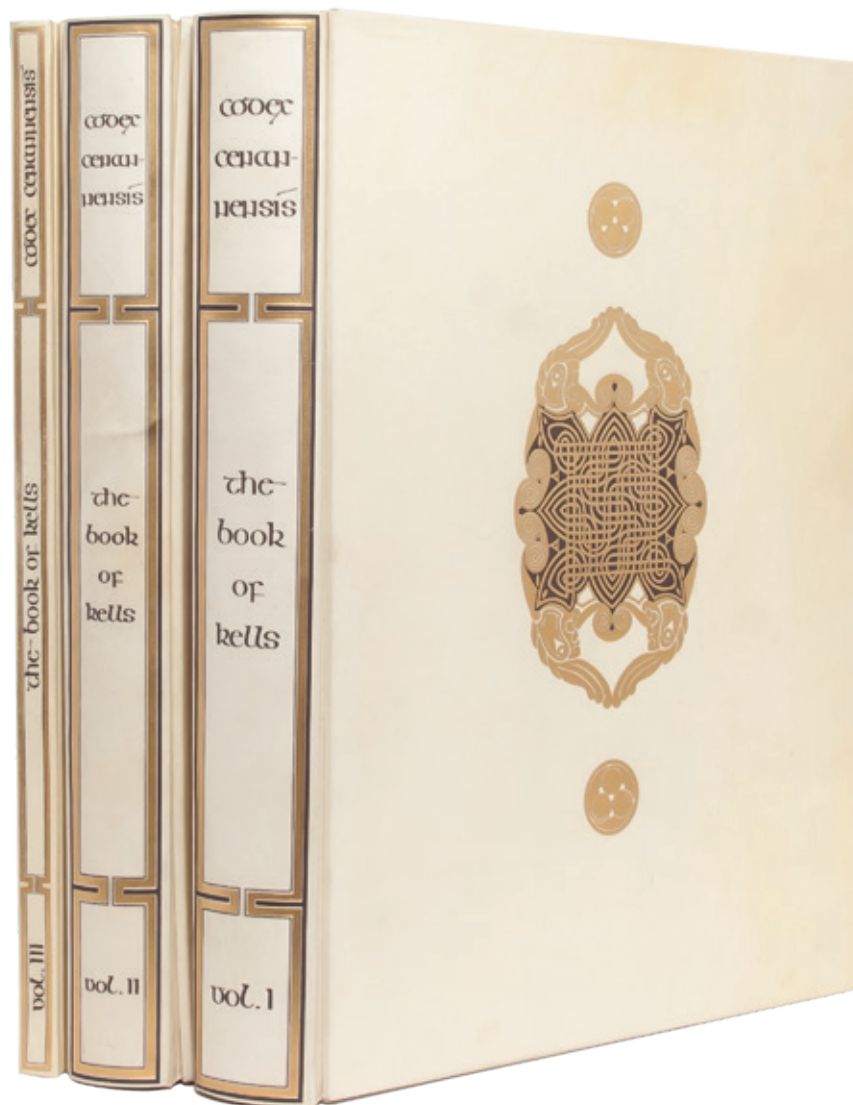 codex cenannensis
the book of kells
vol. III
codex
cenan-
nensis
the
book
of
kells
vol. II
codex
cenan-
nensis
the
book
of
kells
vol. I